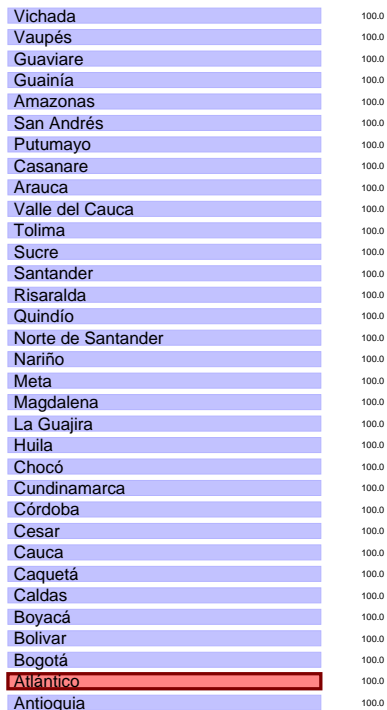 Vichada 100.0
Vaupés 100.0
Guaviare 100.0
Guainía 100.0
Amazonas 100.0
San Andrés 100.0
Putumayo 100.0
Casanare 100.0
Arauca 100.0
Valle del Cauca 100.0
Tolima 100.0
Sucre 100.0
Santander 100.0
Risaralda 100.0
Quindío 100.0
Norte de Santander 100.0
Nariño 100.0
Meta 100.0
Magdalena 100.0
La Guajira 100.0
Huila 100.0
Chocó 100.0
Cundinamarca 100.0
Córdoba 100.0
Cesar 100.0
Cauca 100.0
Caquetá 100.0
Caldas 100.0
Boyacá 100.0
Bolivar 100.0
Bogotá 100.0
Atlántico 100.0
Antioquia 100.0